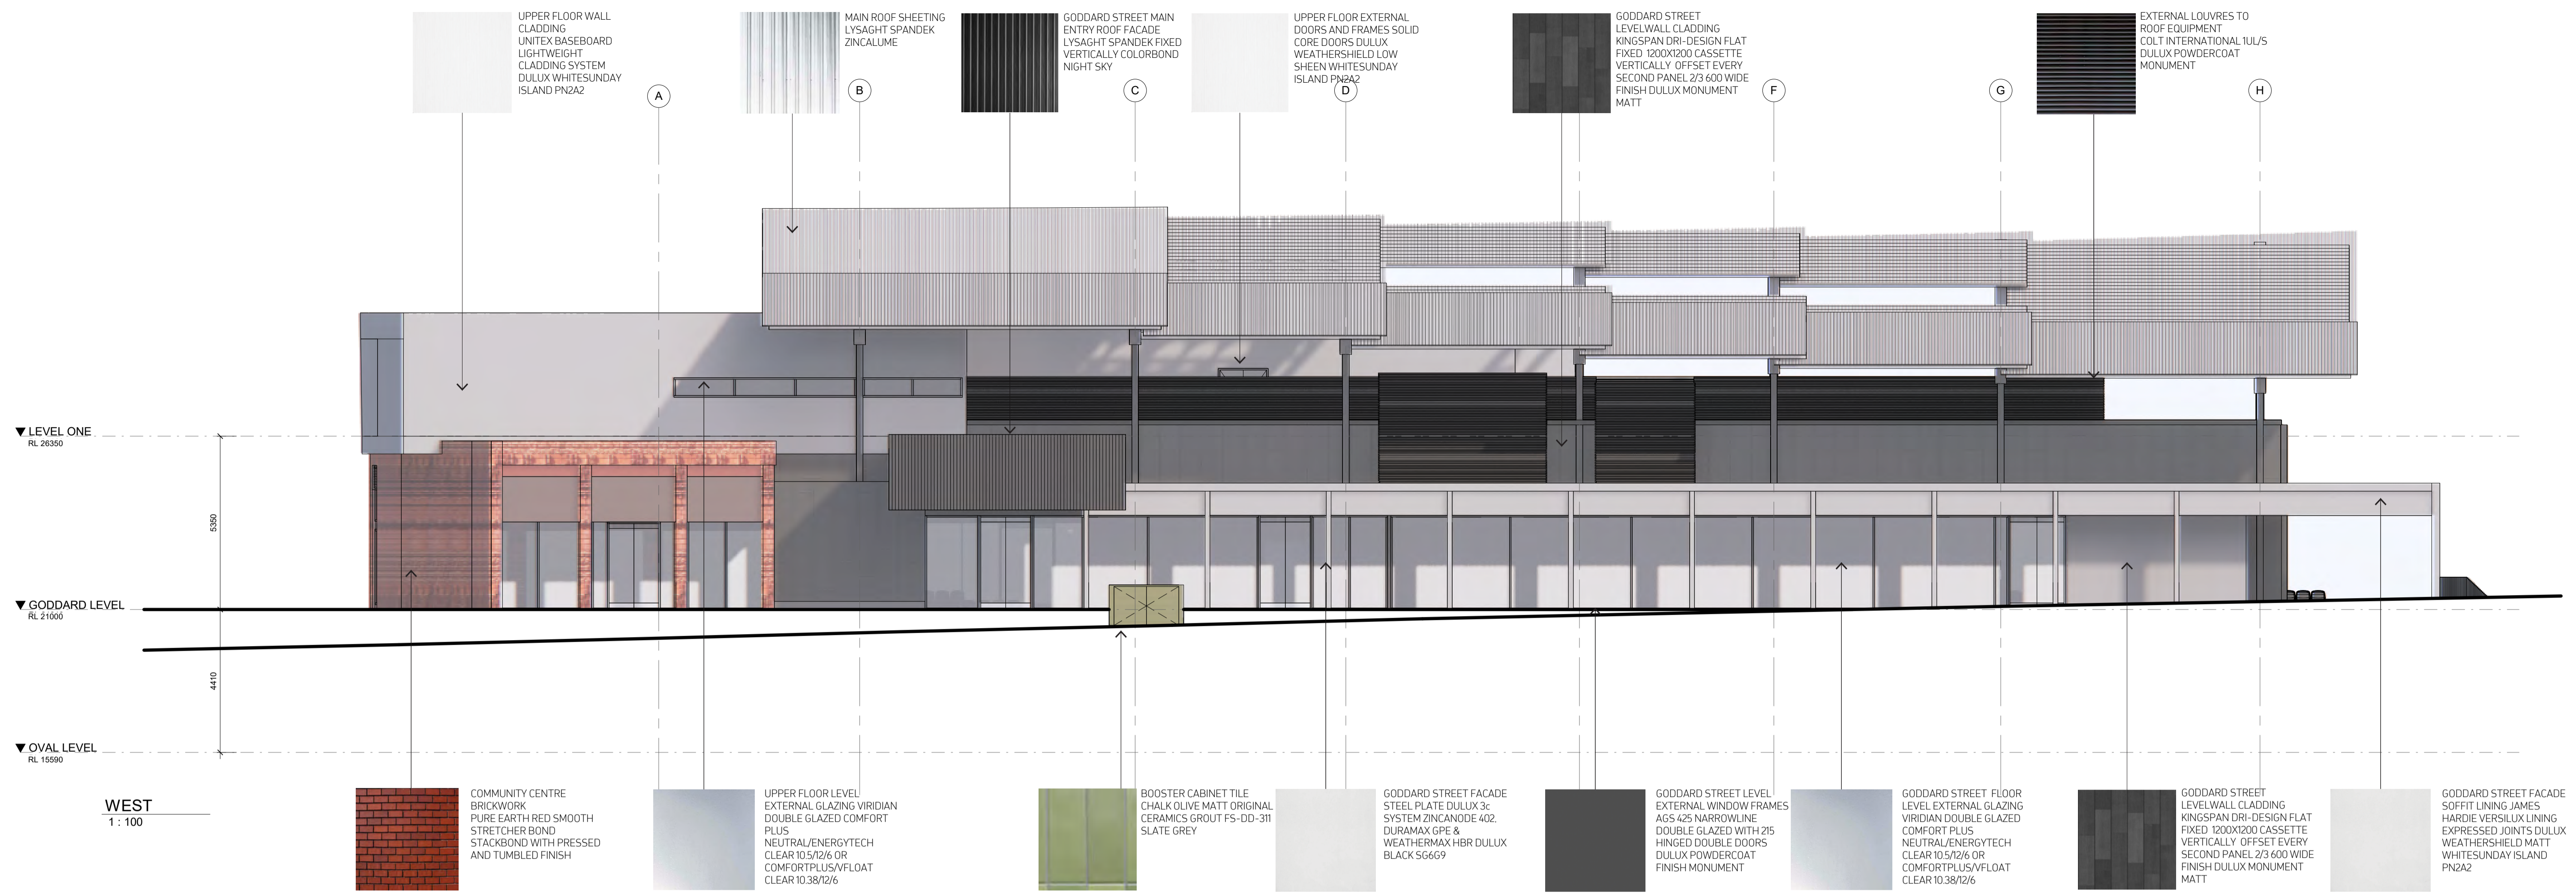 UPPER FLOOR WALL
CLADDING
UNITEX BASEBOARD
LIGHTWEIGHT
CLADDING SYSTEM
DULUX WHITESUNDAY
ISLAND PN2A2
MAIN ROOF SHEETING
LYSAGHT SPANDEK
ZINCALUME
GODDARD STREET MAIN
ENTRY ROOF FACADE
LYSAGHT SPANDEK FIXED
VERTICALLY COLORBOND
NIGHT SKY
UPPER FLOOR EXTERNAL
DOORS AND FRAMES SOLID
CORE DOORS DULUX
WEATHERSHIELD LOW
SHEEN WHITESUNDAY
ISLAND PN2A2
GODDARD STREET
LEVELWALL CLADDING
KINGSPAN DRI-DESIGN FLAT
FIXED 1200X1200 CASSETTE
VERTICALLY OFFSET EVERY
SECOND PANEL 2/3 600 WIDE
FINISH DULUX MONUMENT
MATT
EXTERNAL LOUVRES TO
ROOF EQUIPMENT
COLT INTERNATIONAL 1UL/S
DULUX POWDERCOAT
MONUMENT
A
B
C
D
F
G
H
LEVEL ONE
RL 26350
5350
GODDARD LEVEL
RL 21000
4410
OVAL LEVEL
RL 15590
WEST
1 : 100
COMMUNITY CENTRE
BRICKWORK
PURE EARTH RED SMOOTH
STRETCHER BOND
STACKBOND WITH PRESSED
AND TUMBLED FINISH
UPPER FLOOR LEVEL
EXTERNAL GLAZING VIRIDIAN
DOUBLE GLAZED COMFORT
PLUS
NEUTRAL/ENERGYTECH
CLEAR 10.5/12/6 OR
COMFORTPLUS/VFLOAT
CLEAR 10.38/12/6
BOOSTER CABINET TILE
CHALK OLIVE MATT ORIGINAL
CERAMICS GROUT FS-DD-311
SLATE GREY
GODDARD STREET FACADE
STEEL PLATE DULUX 3c
SYSTEM ZINCANODE 402,
DURAMAX GPE &
WEATHERMAX HBR DULUX
BLACK SG6G9
GODDARD STREET LEVEL
EXTERNAL WINDOW FRAMES
AGS 425 NARROWLINE
DOUBLE GLAZED WITH 215
HINGED DOUBLE DOORS
DULUX POWDERCOAT
FINISH MONUMENT
GODDARD STREET FLOOR
LEVEL EXTERNAL GLAZING
VIRIDIAN DOUBLE GLAZED
COMFORT PLUS
NEUTRAL/ENERGYTECH
CLEAR 10.5/12/6 OR
COMFORTPLUS/VFLOAT
CLEAR 10.38/12/6
GODDARD STREET
LEVELWALL CLADDING
KINGSPAN DRI-DESIGN FLAT
FIXED 1200X1200 CASSETTE
VERTICALLY OFFSET EVERY
SECOND PANEL 2/3 600 WIDE
FINISH DULUX MONUMENT
MATT
GODDARD STREET FACADE
SOFFIT LINING JAMES
HARDIE VERSILUX LINING
EXPRESSED JOINTS DULUX
WEATHERSHIELD MATT
WHITESUNDAY ISLAND
PN2A2